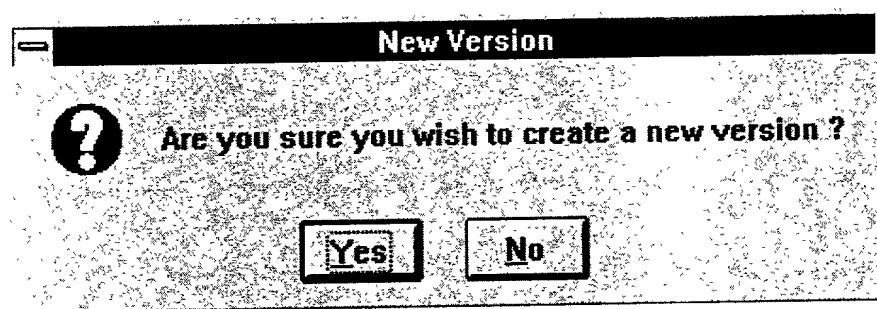 New Version
Are you sure you wish to create a new version ?
Yes
No